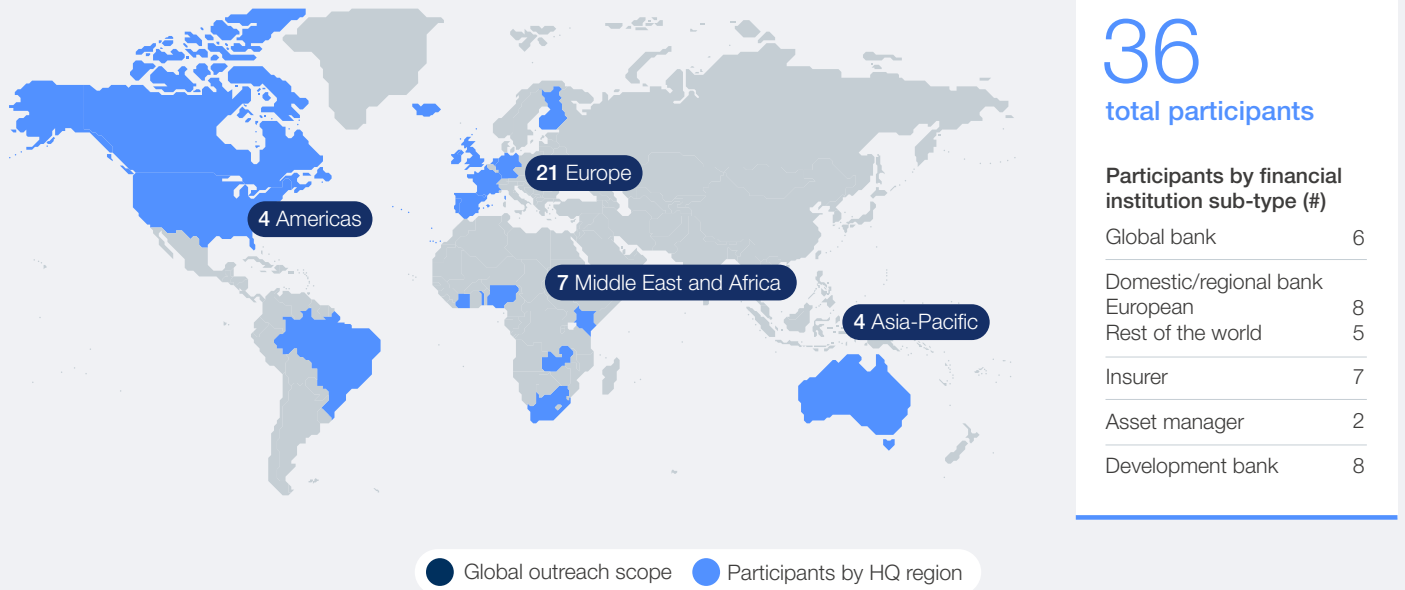 21 Europe
4 Americas
7 Middle East and Africa
4 Asia-Pacific
36
total participants
Participants by financial
institution sub-type (#)
Global bank 6
Domestic/regional bank
European 8
Rest of the world 5
Insurer 7
Asset manager 2
Development bank 8
Global outreach scope
Participants by HQ region